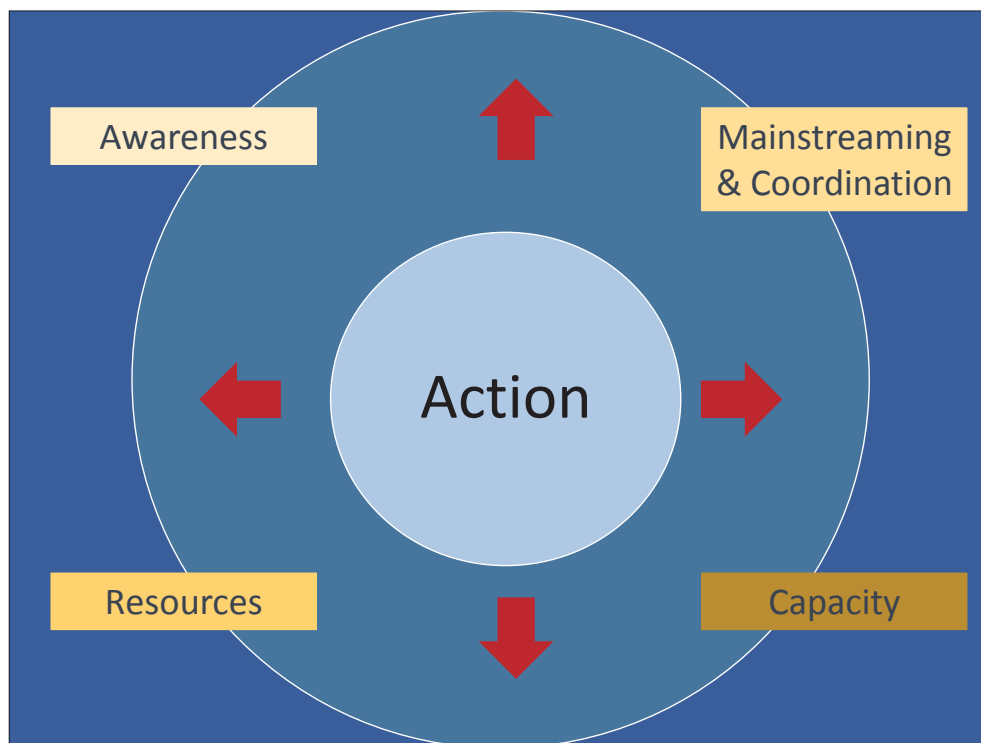 Awareness
Mainstreaming
& Coordination
Action
Resources
Capacity